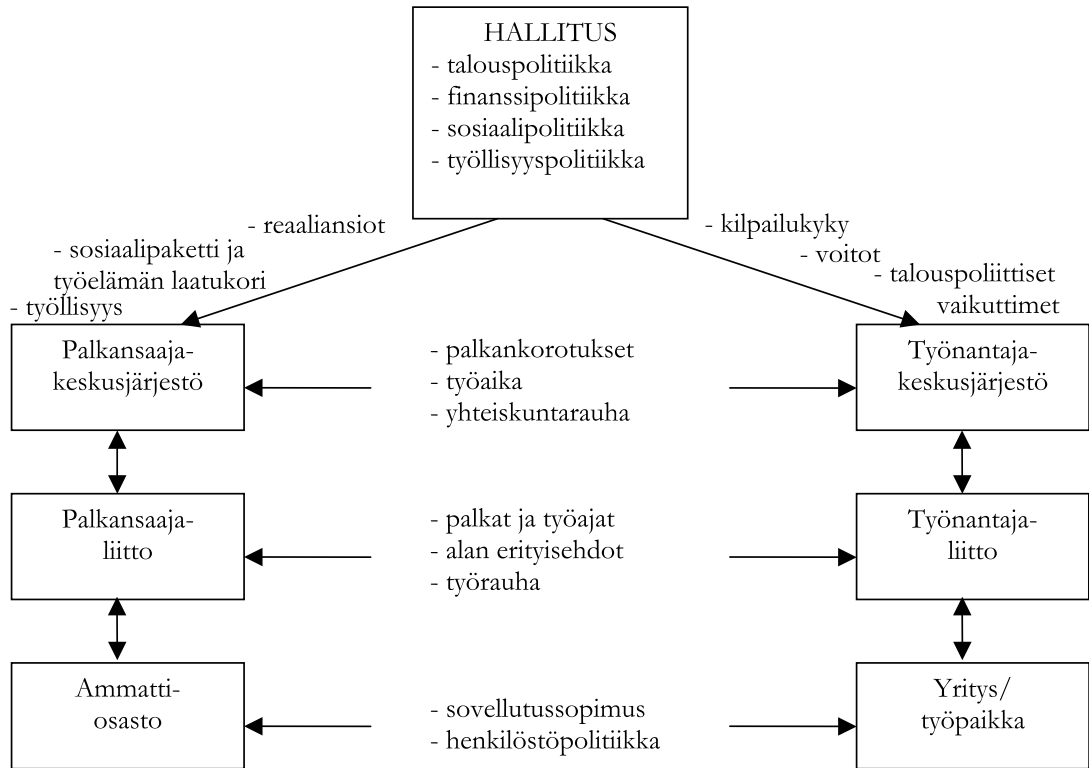 HALLITUS
- talouspolitiikka
- finanssipolitiikka
- sosiaalipolitiikka
- työllisyyspolitiikka
- reaaliansiot
- sosiaalipaketti ja
työelämän laatukori
- työllisyys
- kilpailukyky
- voitot
- talouspoliittiset
vaikuttimet
Palkansaaja-
keskusjärjestö
- palkankorotukset
- työaika
- yhteiskuntarauha
Työnantaja-
keskusjärjestö
Palkansaaja-
liitto
- palkat ja työajat
- alan erityisehdot
- työrauha
Työnantaja-
liitto
Ammatti-
osasto
- sovellutussopimus
- henkilöstöpolitiikka
Yritys/
työpaikka